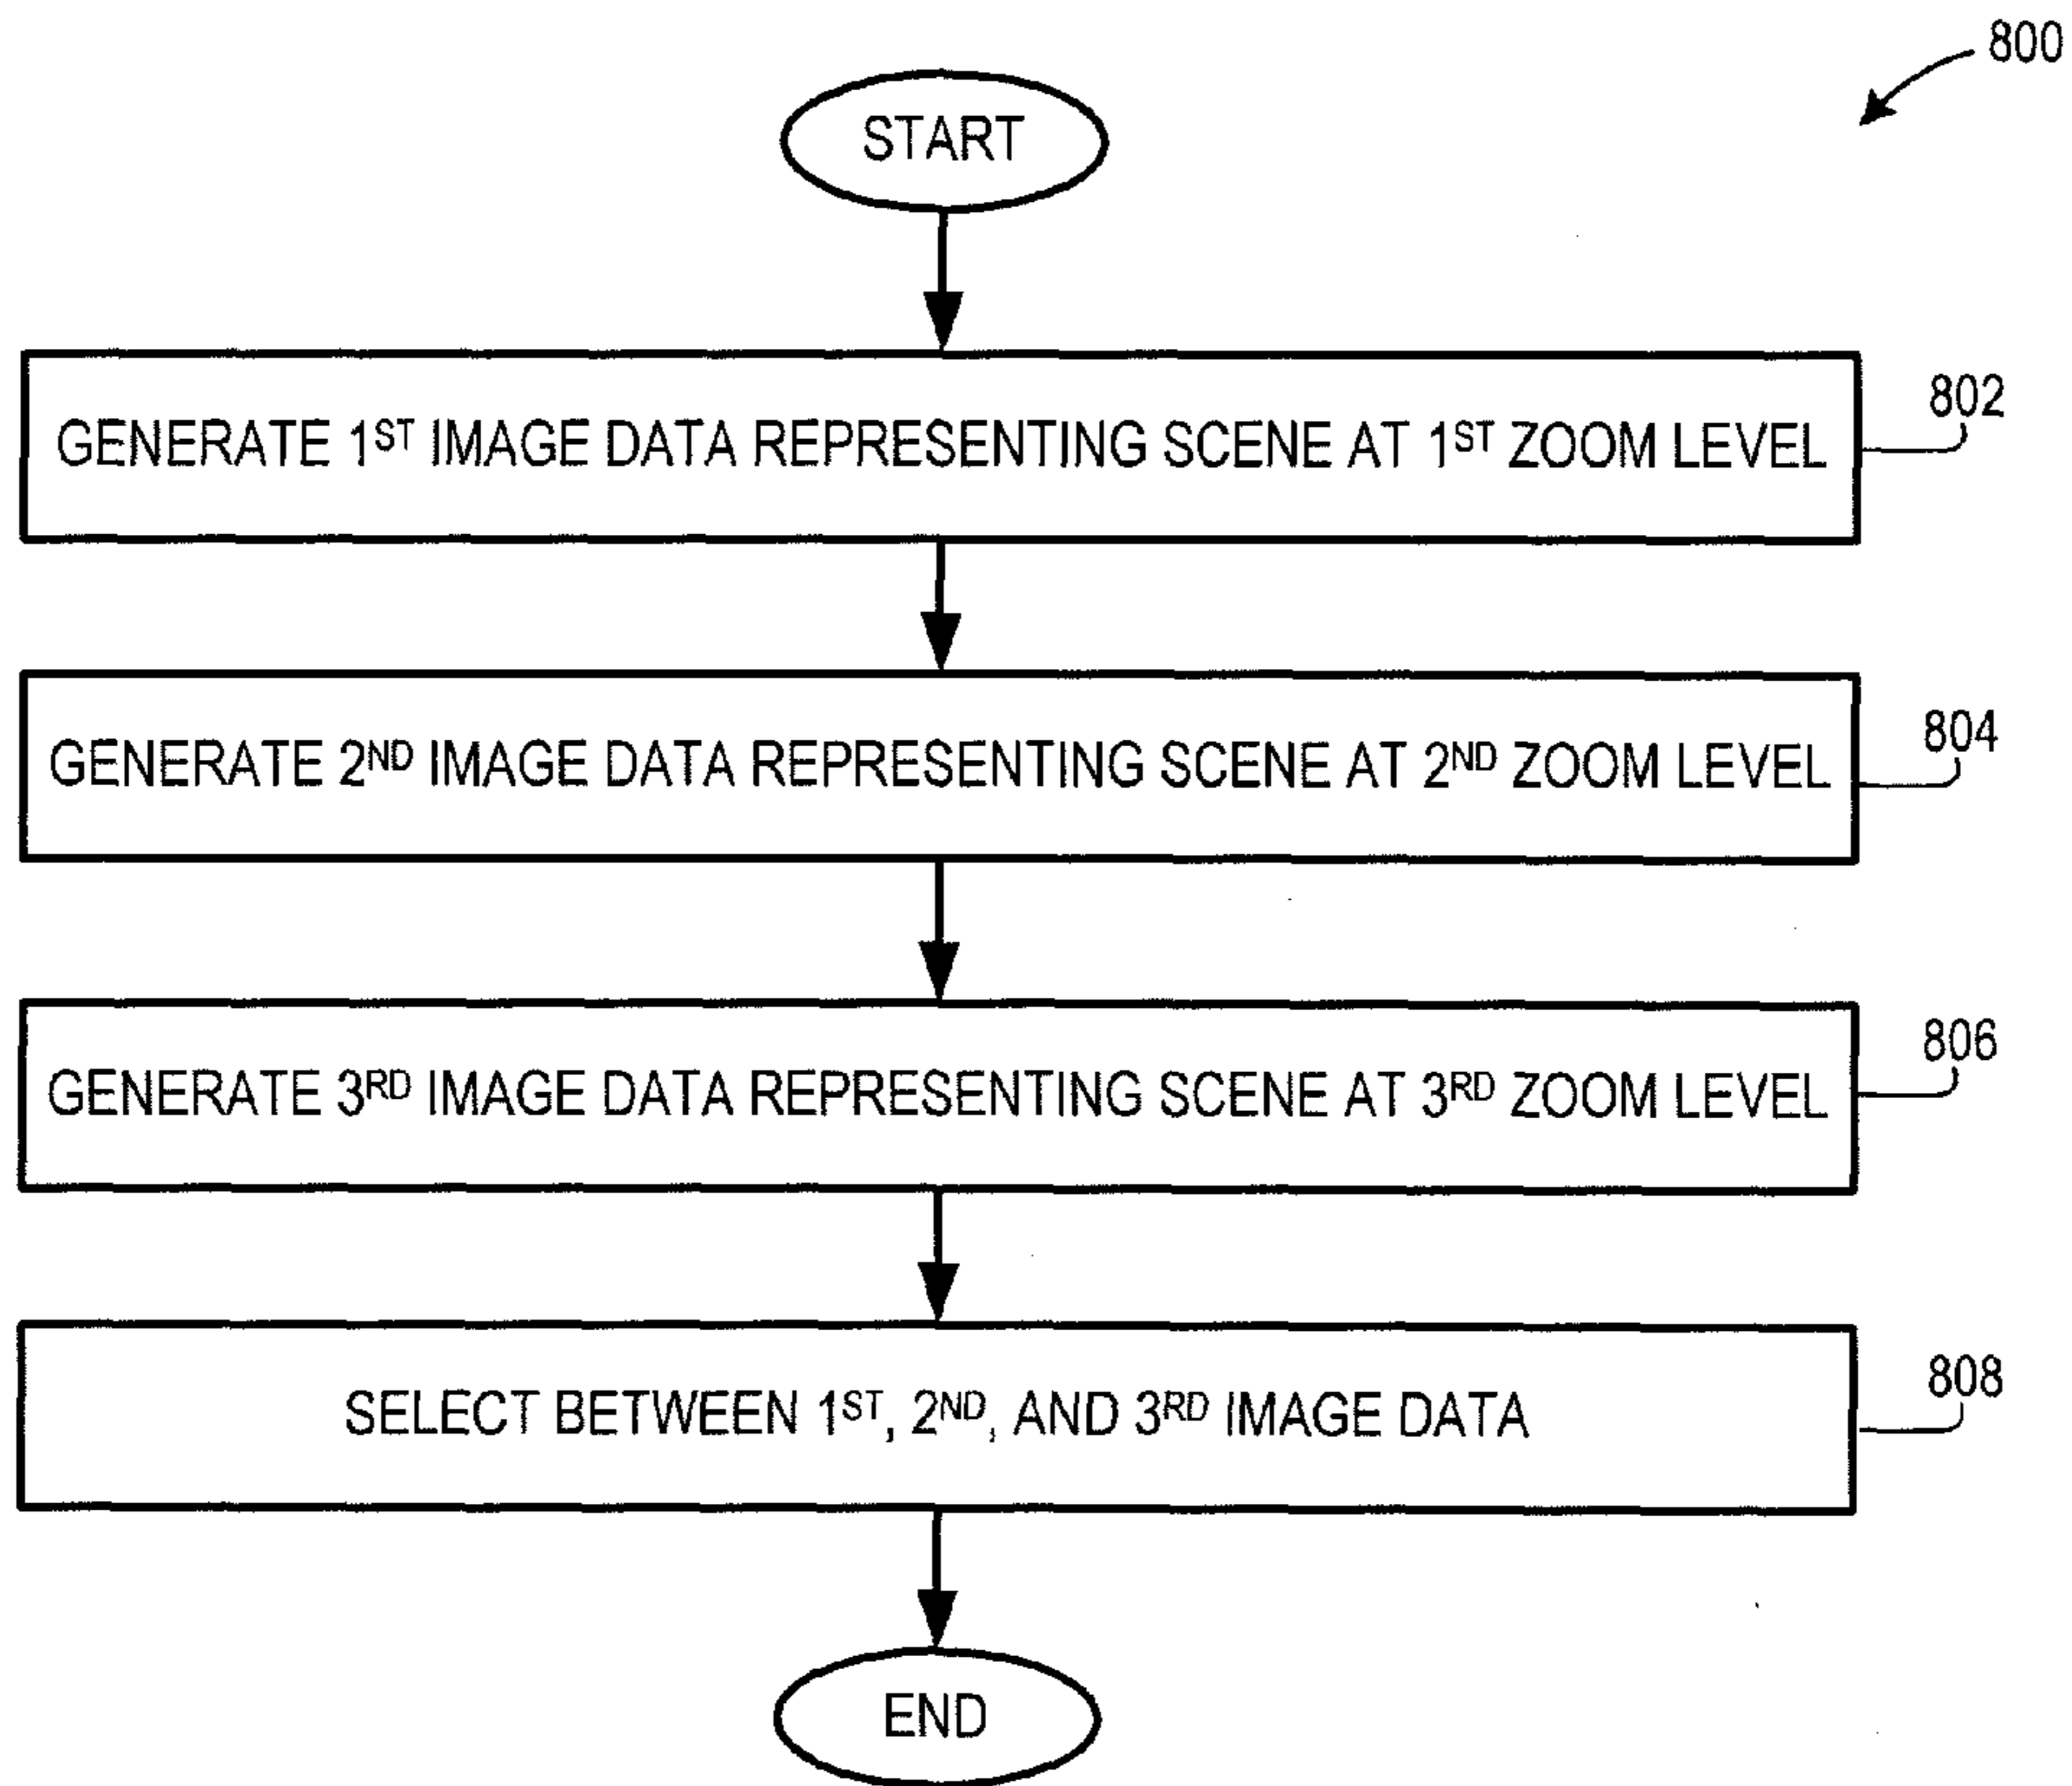 800
START
GENERATE 1ST IMAGE DATA REPRESENTING SCENE AT 1ST ZOOM LEVEL
802
GENERATE 2ND IMAGE DATA REPRESENTING SCENE AT 2ND ZOOM LEVEL
804
GENERATE 3RD IMAGE DATA REPRESENTING SCENE AT 3RD ZOOM LEVEL
806
SELECT BETWEEN 1ST, 2ND, AND 3RD IMAGE DATA
808
END